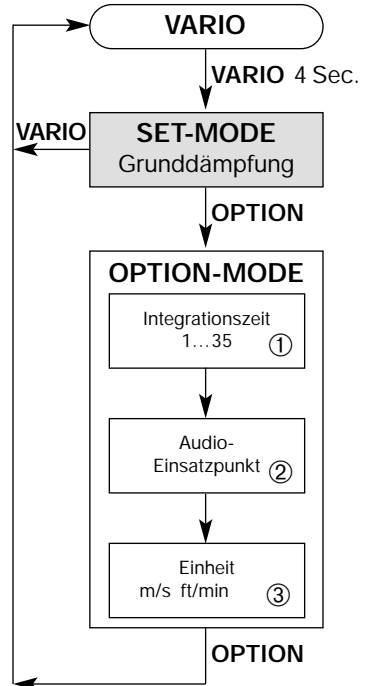 VARIO
VARIO 4 Sec.
VARIO
SET-MODE
Grunddämpfung
OPTION
OPTION-MODE
Integrationszeit
1...35 ①
Audio-
Einsatzpunkt ②
Einheit
m/s ft/min ③
OPTION